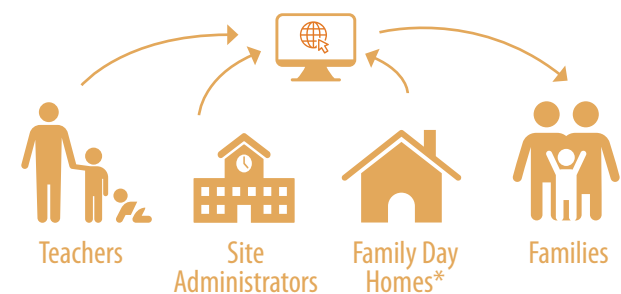 Teachers
Site
Administrators
Family Day
Homes*
Families